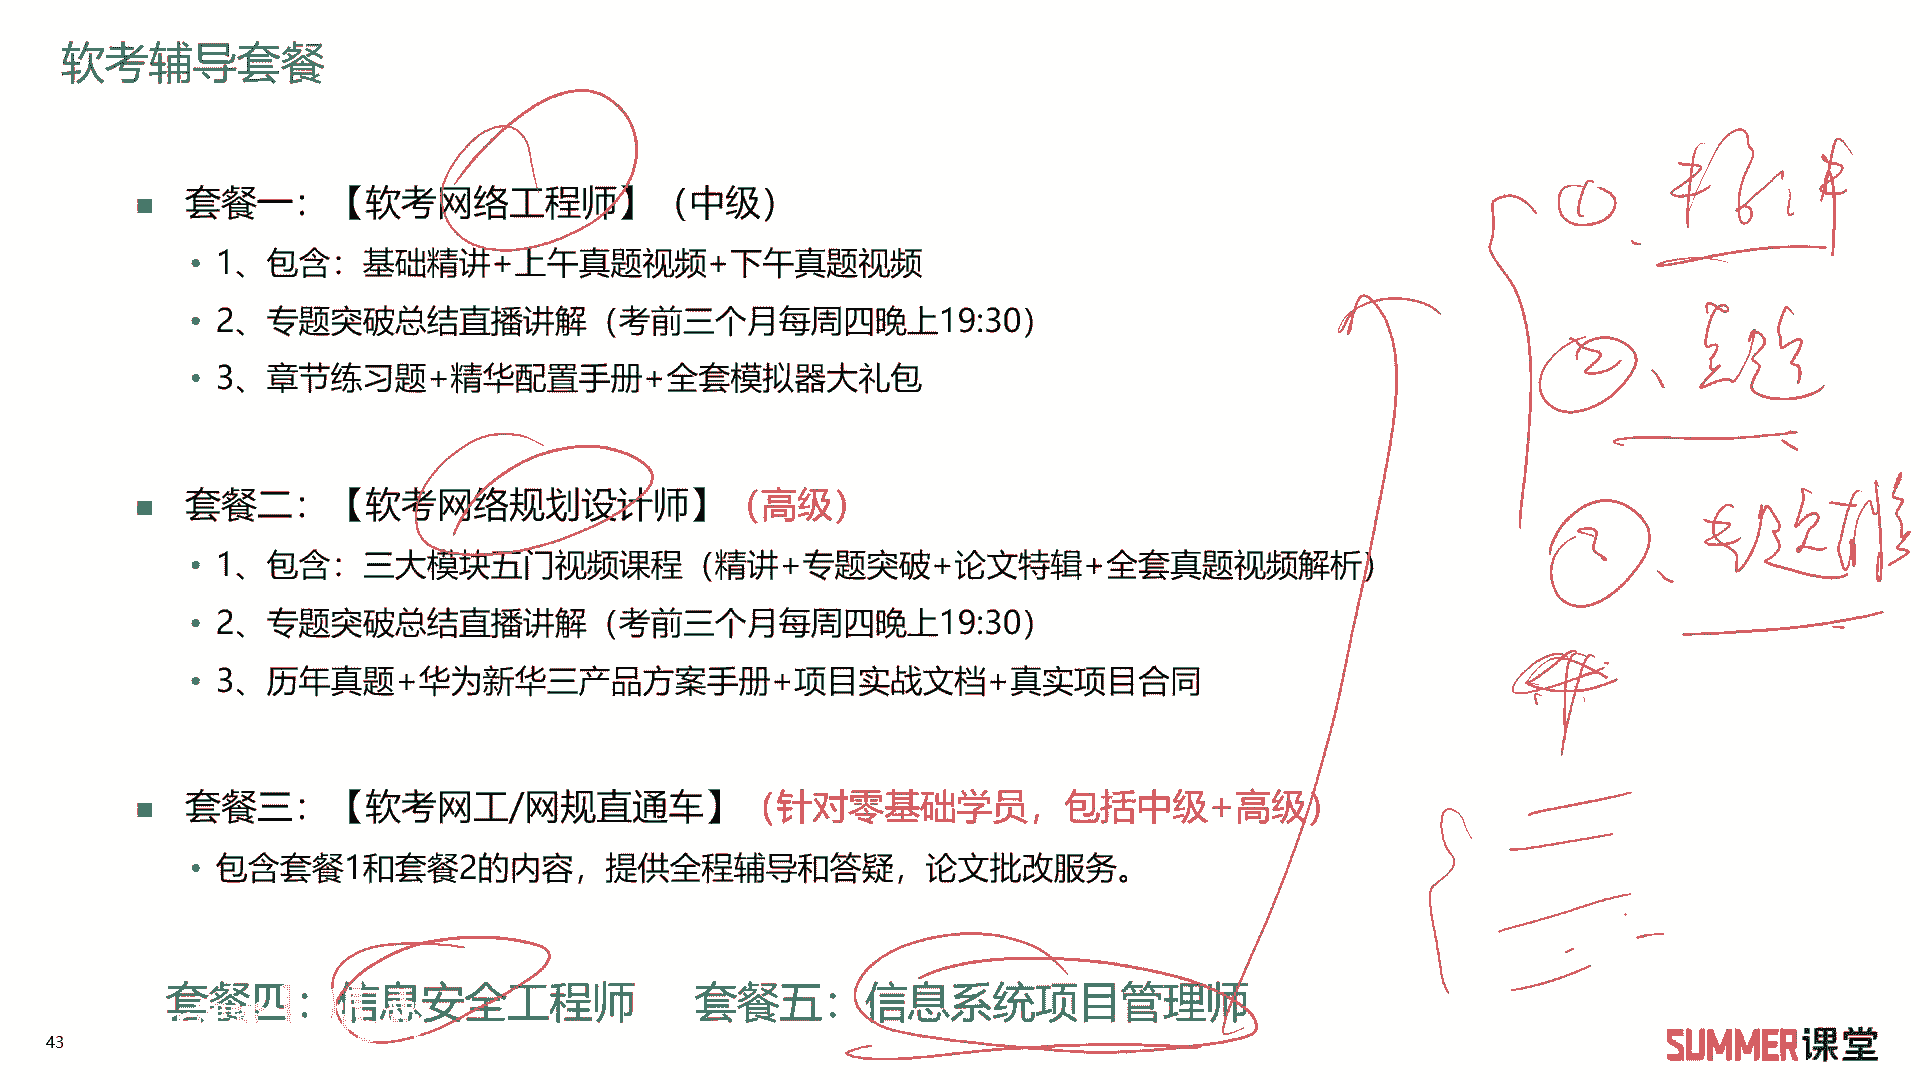 软考辅导套餐
套餐一：【软考网络工程师】（中级）
1、包含：基础精讲+上午真题视频+下午真题视频
2、专题突破总结直播讲解（考前三个月每周四晚上19:30）
3、章节练习题+精华配置手册+全套模拟器大礼包
套餐二：【软考网络规划设计师】（高级）
1、包含：三大模块五门视频课程（精讲+专题突破+论文特辑+全套真题视频解析）
2、专题突破总结直播讲解（考前三个月每周四晚上19:30）
3、历年真题+华为新华三产品方案手册+项目实战文档+真实项目合同
套餐三：【软考网工/网规直通车】（针对零基础学员，包括中级+高级）
包含套餐1和套餐2的内容，提供全程辅导和答疑，论文批改服务。
套餐四：信息安全工程师 套餐五：信息系统项目管理师
①、精讲
②、真题
专题
43
SUMMER课堂